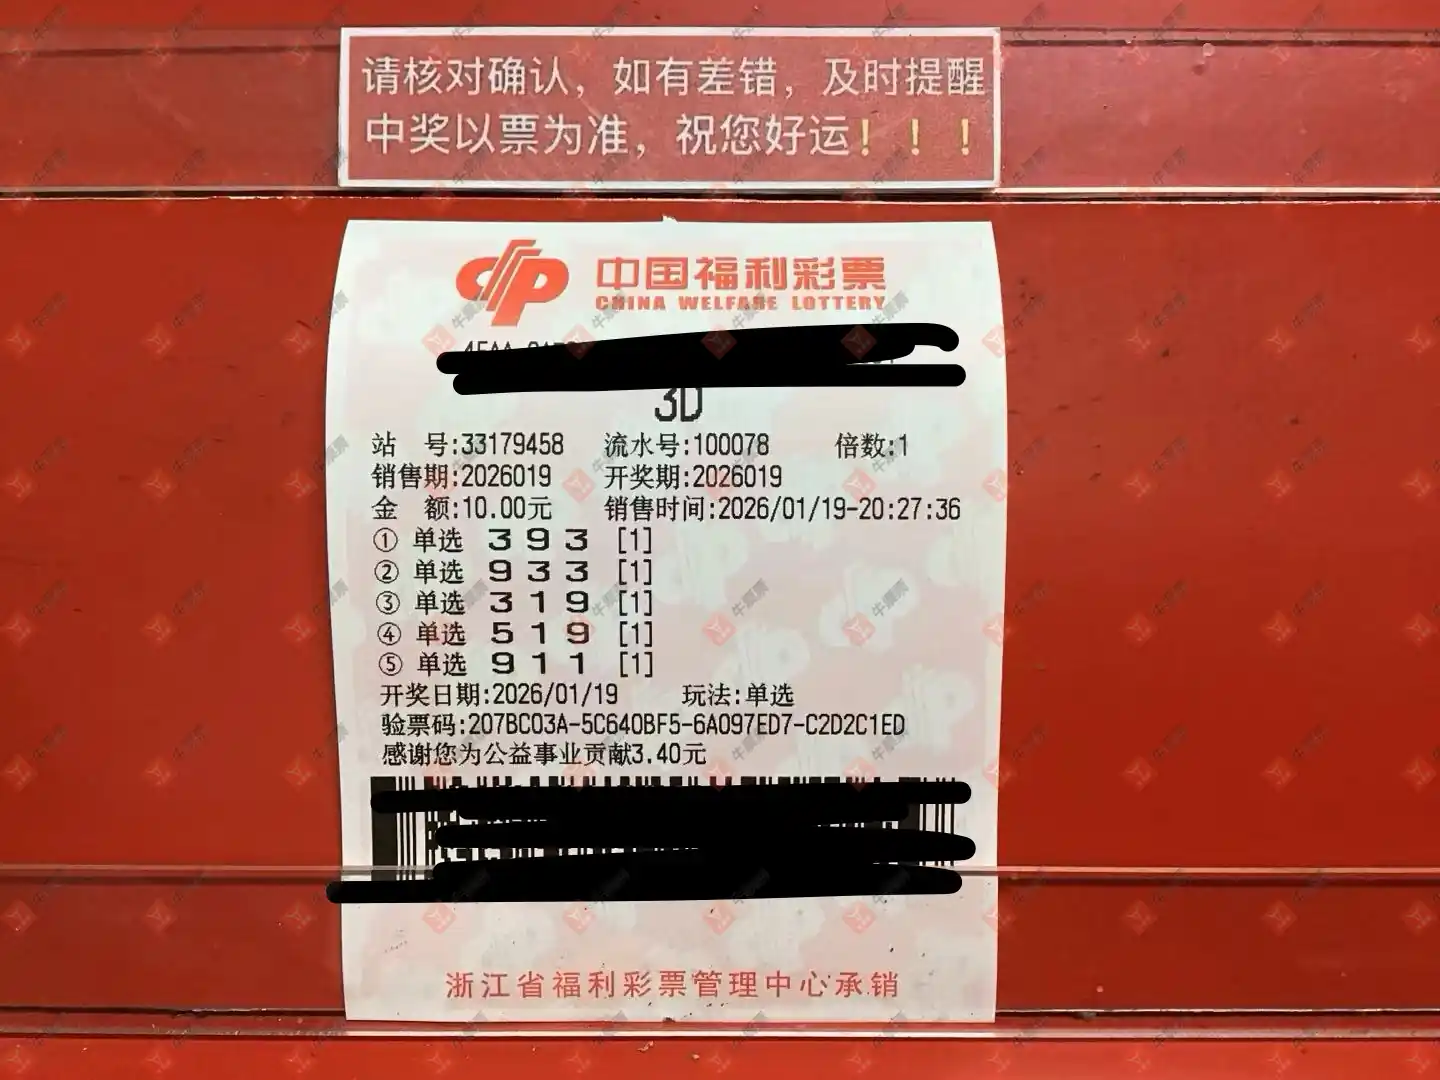 请核对确认，如有差错，及时提醒
中奖以票为准，祝您好运！！！
中国福利彩票
CHINA WELFARE LOTTERY
3D
站 号:33179458 流水号:100078 倍数:1
销售期:2026019 开奖期:2026019
金 额:10.00元 销售时间:2026/01/19-20:27:36
① 单选 3 9 3 [1]
② 单选 9 3 3 [1]
③ 单选 3 1 9 [1]
④ 单选 5 1 9 [1]
⑤ 单选 9 1 1 [1]
开奖日期:2026/01/19 玩法:单选
验票码:207BC03A-5C640BF5-6A097ED7-C2D2C1ED
感谢您为公益事业贡献3.40元
浙江省福利彩票管理中心承销